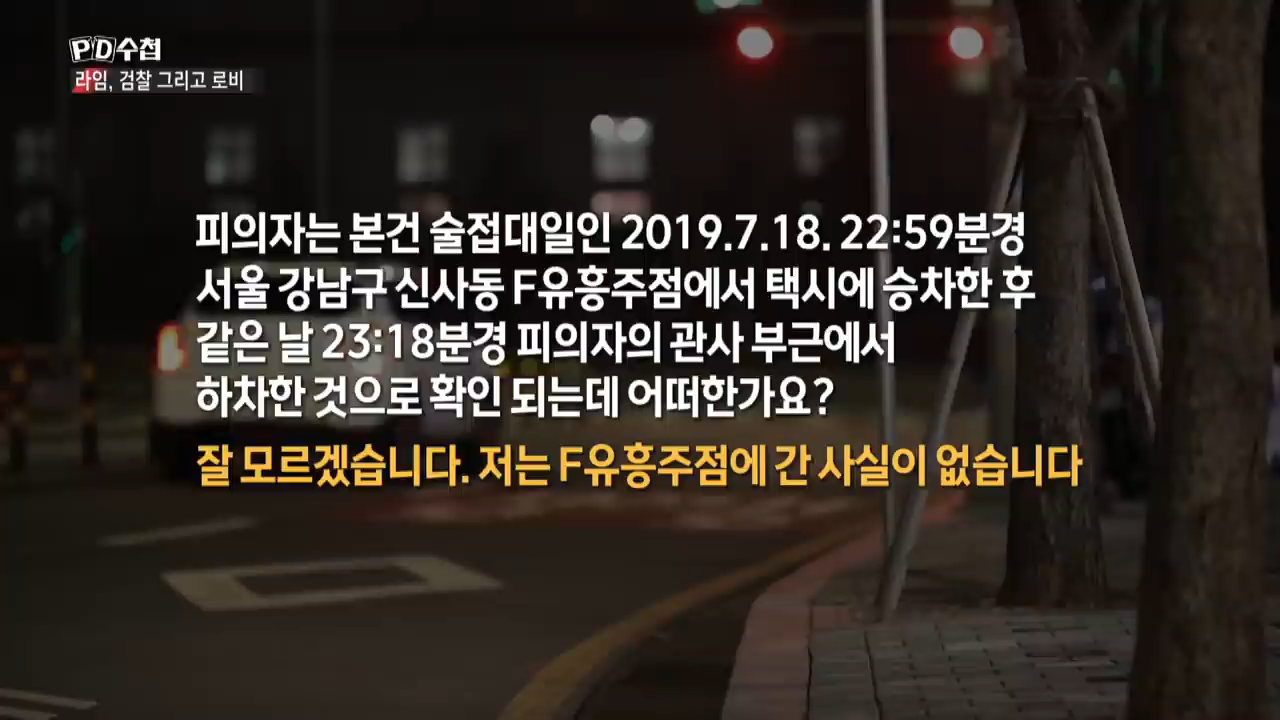 PD수첩
라임, 검찰 그리고 로비
피의자는 본건 술접대일인 2019.7.18. 22:59분경
서울 강남구 신사동 F유흥주점에서 택시에 승차한 후
같은 날 23:18분경 피의자의 관사 부근에서
하차한 것으로 확인 되는데 어떠한가요?
잘 모르겠습니다. 저는 F유흥주점에 간 사실이 없습니다